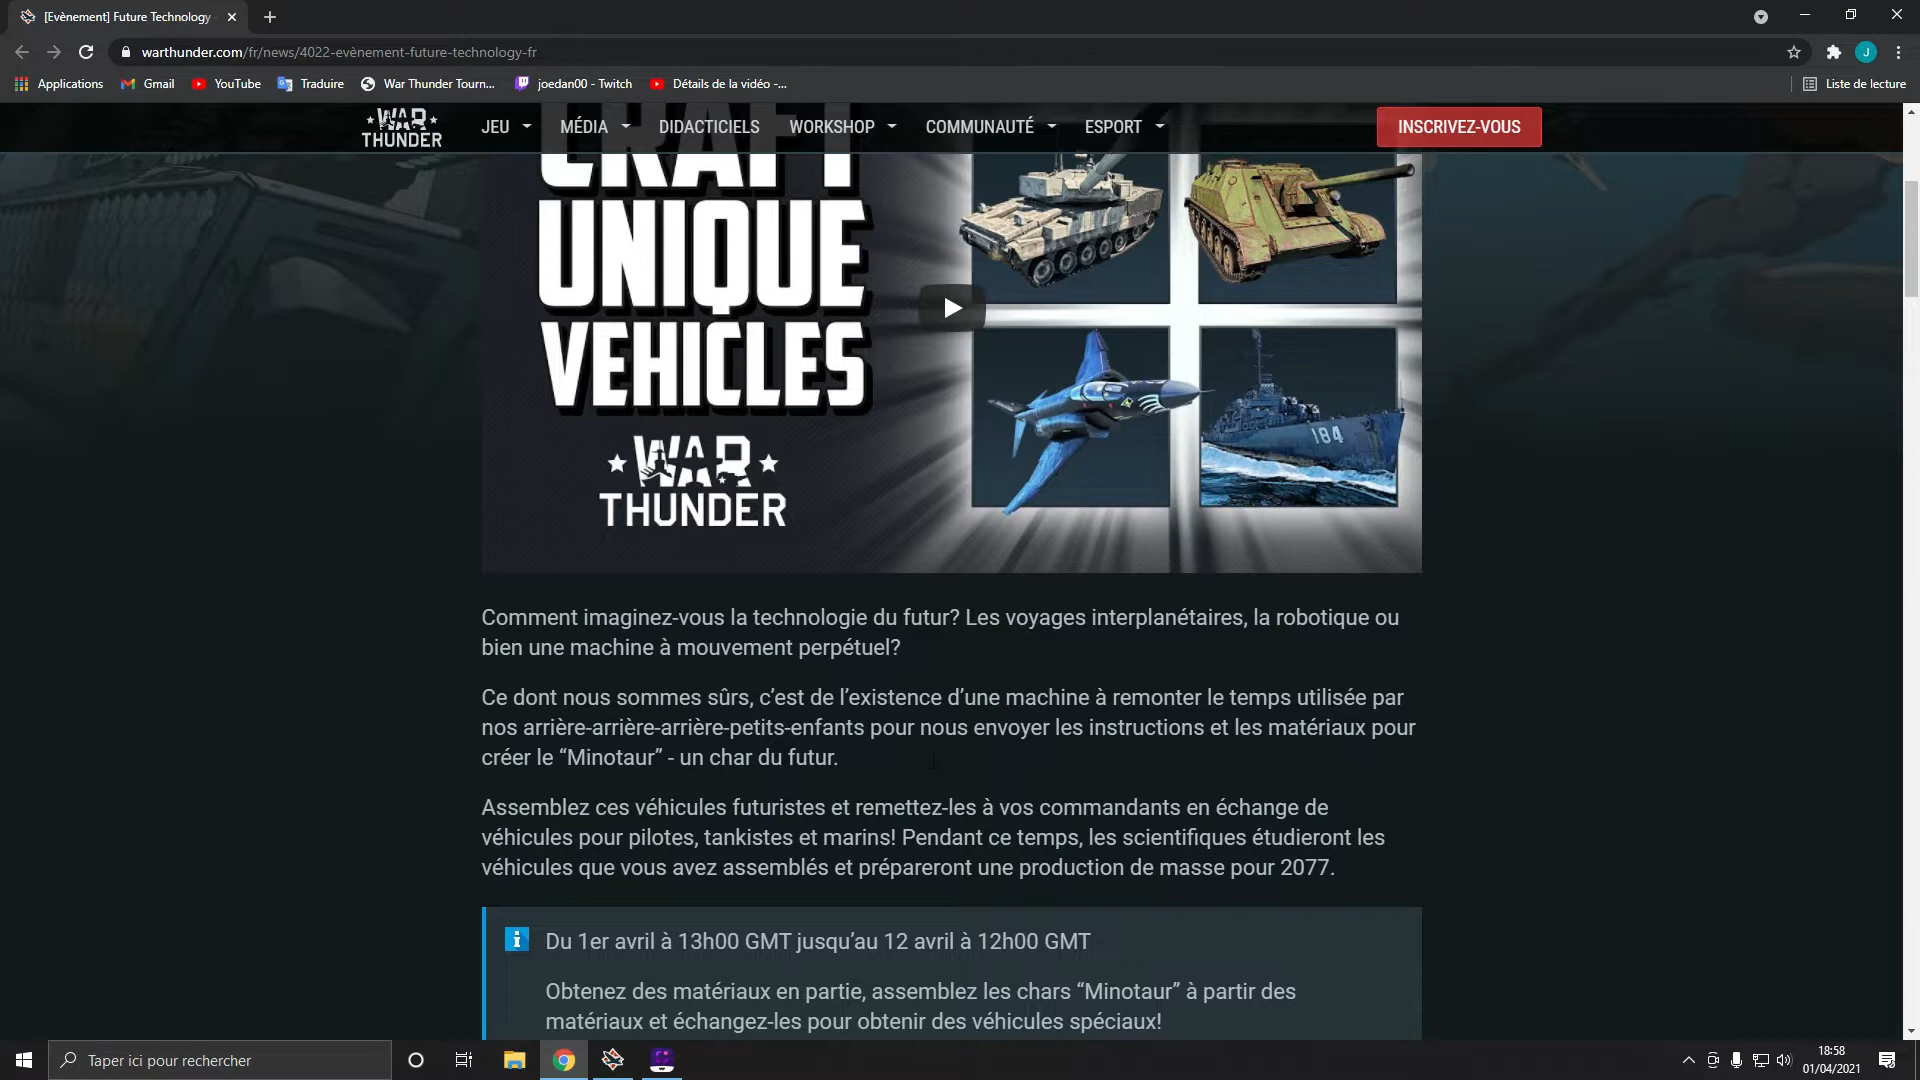 [Evènement] Future Technology -
warthunder.com/fr/news/4022-evènement-future-technology-fr
J
Applications
Gmail
YouTube
Traduire
War Thunder Tourn...
joedan00 - Twitch
Détails de la vidéo -...
Liste de lecture
WAR THUNDER
JEU
MÉDIA
DIDACTICIELS
WORKSHOP
COMMUNAUTÉ
ESPORT
INSCRIVEZ-VOUS
CRAFT
UNIQUE
VEHICLES
WAR
THUNDER
184
Comment imaginez-vous la technologie du futur? Les voyages interplanétaires, la robotique ou
bien une machine à mouvement perpétuel?
Ce dont nous sommes sûrs, c’est de l’existence d’une machine à remonter le temps utilisée par
nos arrière-arrière-arrière-petits-enfants pour nous envoyer les instructions et les matériaux pour
créer le “Minotaur” - un char du futur.
Assemblez ces véhicules futuristes et remettez-les à vos commandants en échange de
véhicules pour pilotes, tankistes et marins! Pendant ce temps, les scientifiques étudieront les
véhicules que vous avez assemblés et prépareront une production de masse pour 2077.
Du 1er avril à 13h00 GMT jusqu’au 12 avril à 12h00 GMT
Obtenez des matériaux en partie, assemblez les chars “Minotaur” à partir des
matériaux et échangez-les pour obtenir des véhicules spéciaux!
Taper ici pour rechercher
18:58
01/04/2021